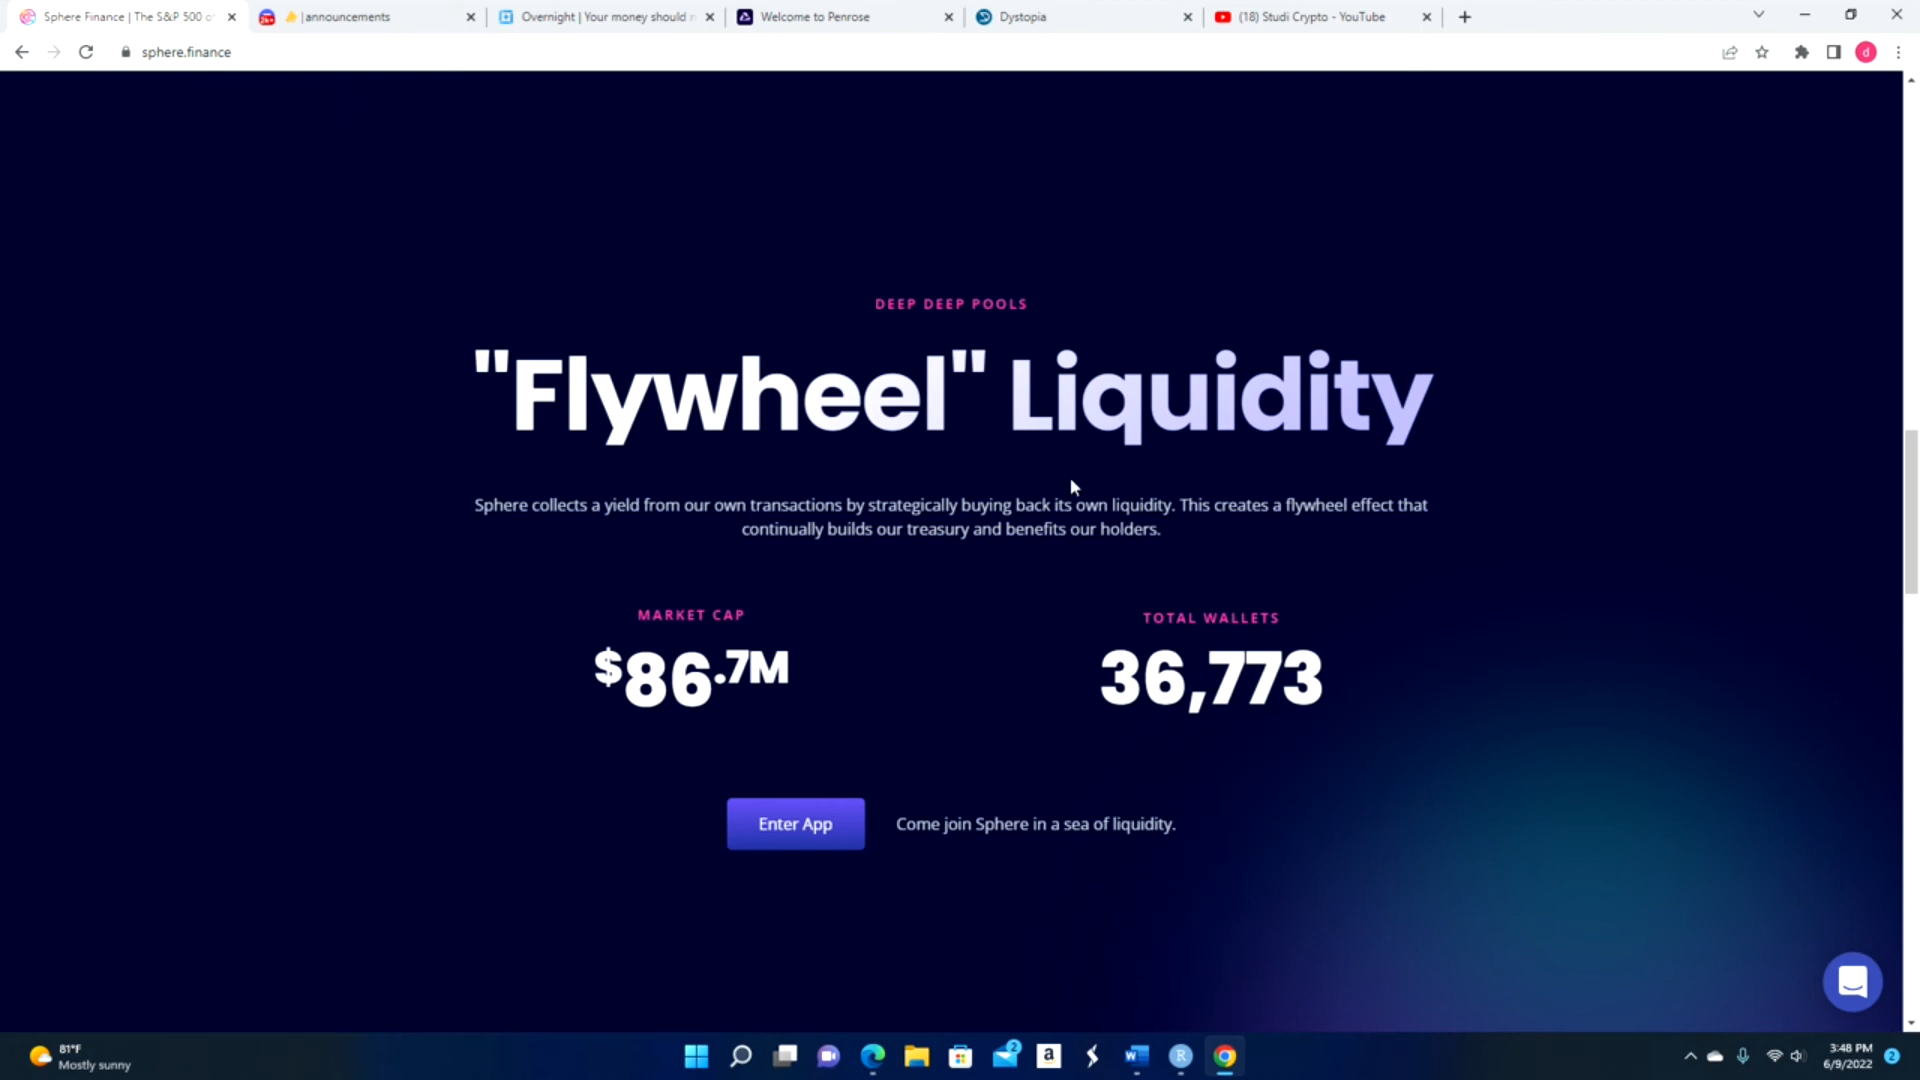 Sphere Finance | The S&P 500 o
| announcements
Overnight | Your money should n
Welcome to Penrose
Dystopia
(18) Studi Crypto - YouTube
sphere.finance
d
DEEP DEEP POOLS
"Flywheel" Liquidity
Sphere collects a yield from our own transactions by strategically buying back its own liquidity. This creates a flywheel effect that
continually builds our treasury and benefits our holders.
MARKET CAP
TOTAL WALLETS
$86.7M
36,773
Enter App
Come join Sphere in a sea of liquidity.
81°F
Mostly sunny
2
a
W
R
3:48 PM
6/9/2022
2